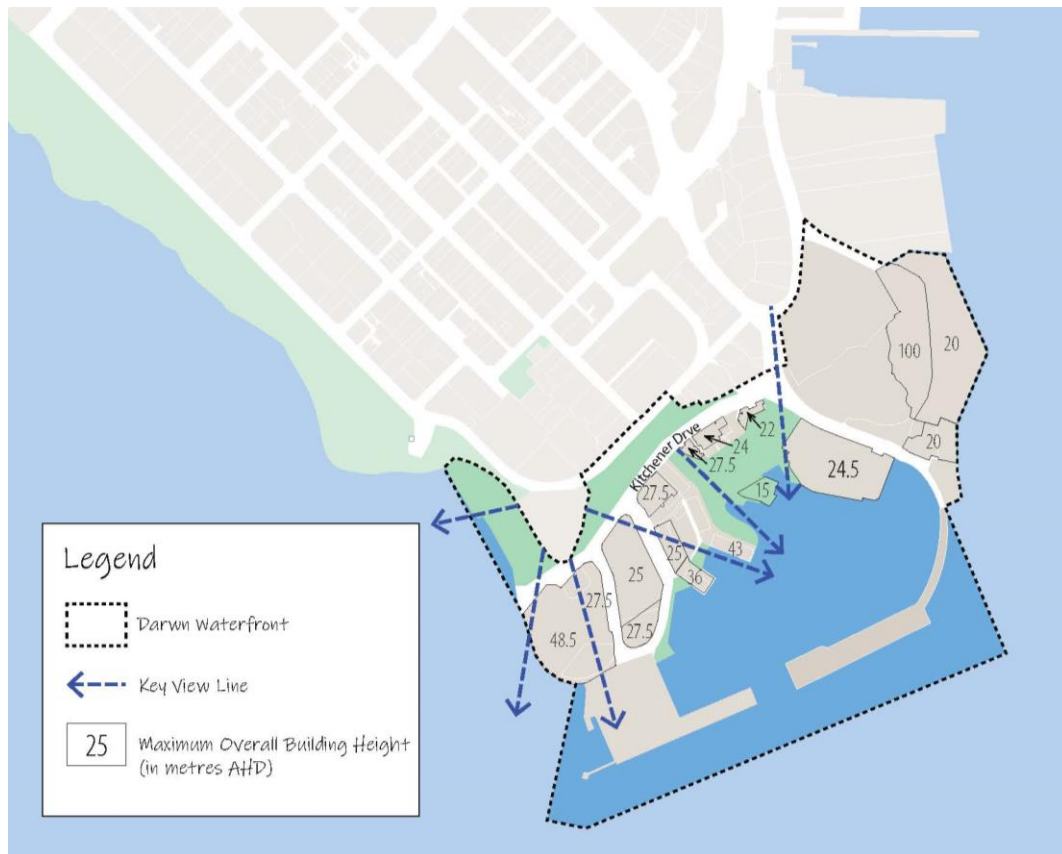 100
20
20
22
24
27.5
Kitchener Drve
24.5
15
27.5
43
25
36
25
27.5
27.5
48.5
Legend
Darwn Waterfront
Key View Line
25
Maximum Overall Building Height
(in metres AHD)